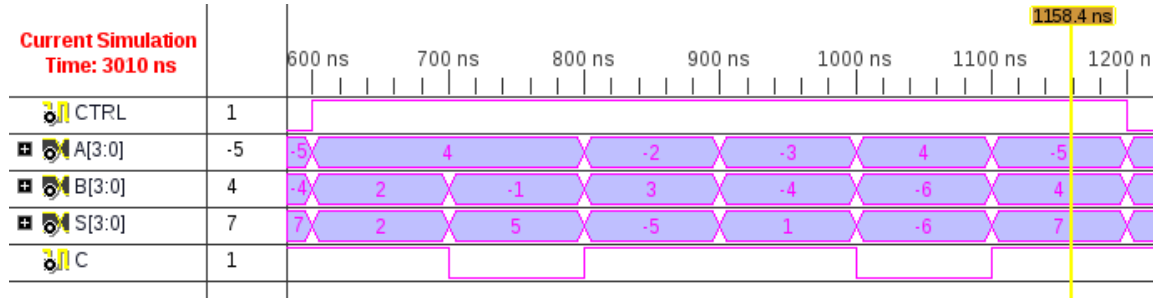 1158.4 ns
Current Simulation
Time: 3010 ns
600 ns 700 ns 800 ns 900 ns 1000 ns 1100 ns 1200 n
CTRL 1
A[3:0] -5 -5 4 -2 -3 4 -5
B[3:0] 4 -4 2 -1 3 -4 -6 4
S[3:0] 7 7 2 5 -5 1 -6 7
C 1